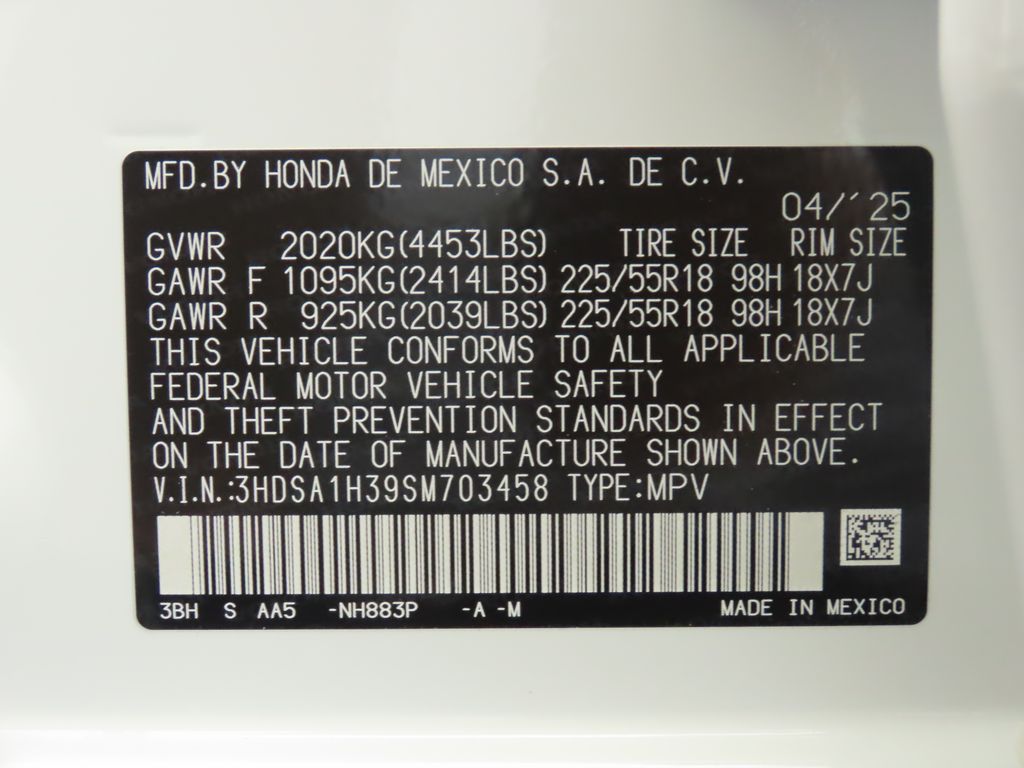 MFD.BY HONDA DE MEXICO S.A. DE C.V.
04/´25
GVWR 2020KG(4453LBS) TIRE SIZE RIM SIZE
GAWR F 1095KG(2414LBS) 225/55R18 98H 18X7J
GAWR R 925KG(2039LBS) 225/55R18 98H 18X7J
THIS VEHICLE CONFORMS TO ALL APPLICABLE
FEDERAL MOTOR VEHICLE SAFETY
AND THEFT PREVENTION STANDARDS IN EFFECT
ON THE DATE OF MANUFACTURE SHOWN ABOVE.
V.I.N.:3HDSA1H39SM703458 TYPE:MPV
3BH S AA5 -NH883P -A -M MADE IN MEXICO